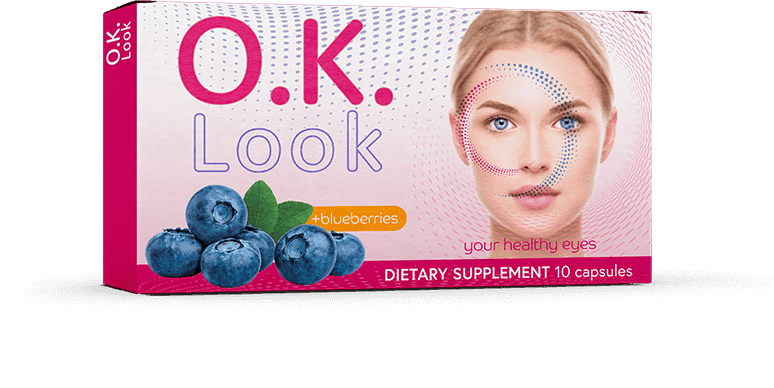 O.K.
Look
O.K.
Look
+blueberries
your healthy eyes
DIETARY SUPPLEMENT 10 capsules